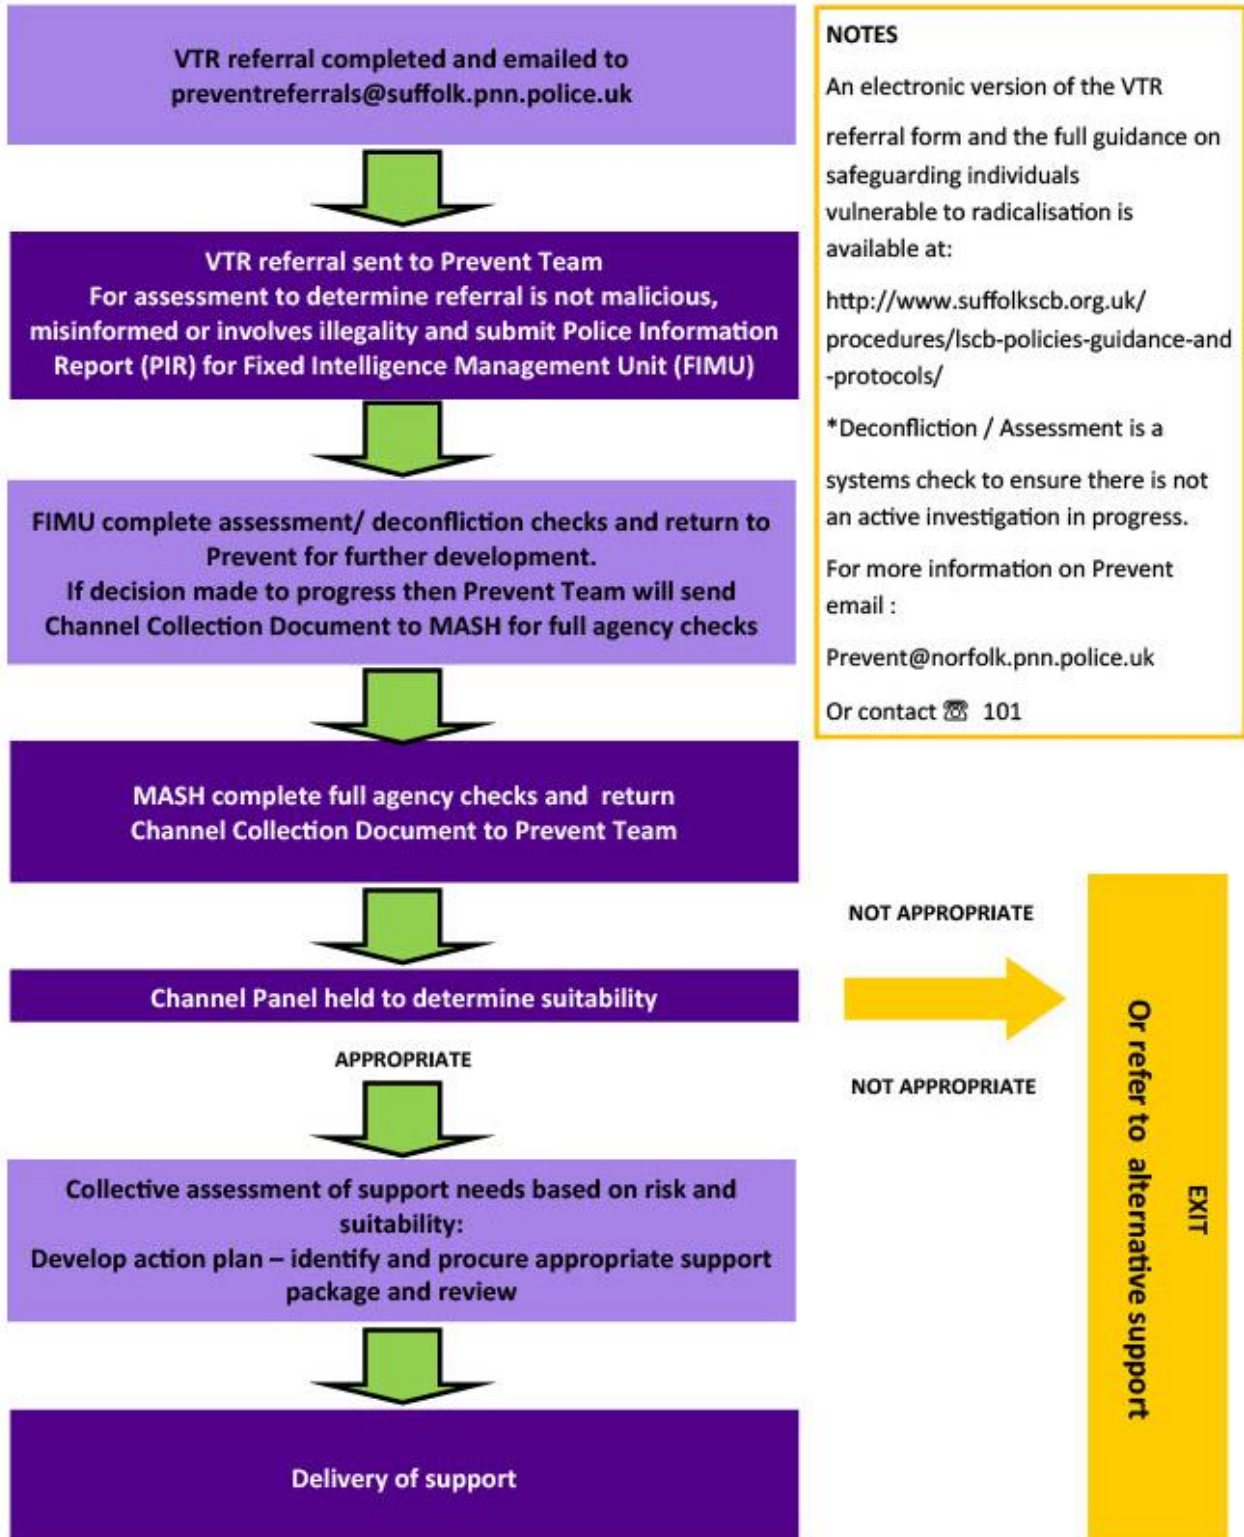 VTR referral completed and emailed to
preventreferrals@suffolk.pnn.police.uk
VTR referral sent to Prevent Team
For assessment to determine referral is not malicious,
misinformed or involves illegality and submit Police Information
Report (PIR) for Fixed Intelligence Management Unit (FIMU)
FIMU complete assessment/ deconfliction checks and return to
Prevent for further development.
If decision made to progress then Prevent Team will send
Channel Collection Document to MASH for full agency checks
MASH complete full agency checks and  return
Channel Collection Document to Prevent Team
Channel Panel held to determine suitability
APPROPRIATE
Collective assessment of support needs based on risk and
suitability:
Develop action plan – identify and procure appropriate support
package and review
Delivery of support
NOTES
An electronic version of the VTR
referral form and the full guidance on
safeguarding individuals
vulnerable to radicalisation is
available at:
http://www.suffolkscb.org.uk/
procedures/lscb-policies-guidance-and
-protocols/
*Deconfliction / Assessment is a
systems check to ensure there is not
an active investigation in progress.
For more information on Prevent
email :
Prevent@norfolk.pnn.police.uk
Or contact ☏ 101
NOT APPROPRIATE
NOT APPROPRIATE
EXIT
Or refer to  alternative support